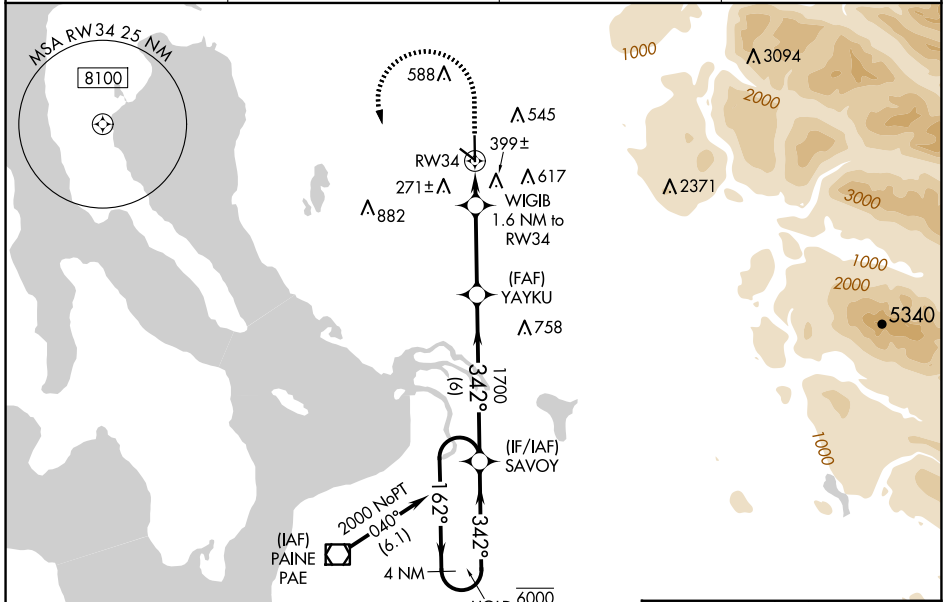 MSA RW34 25 NM
8100
588
545
399±
RW34
271±
617
882
WIGIB
1.6 NM to
RW34
(FAF)
YAYKU
758
342°
1700
(6)
(IF/IAF)
SAVOY
162°
342°
2000 NoPT
040°
(6.1)
(IAF)
PAINE
PAE
4 NM
6000
1000
3094
2000
2371
3000
1000
2000
5340
1000